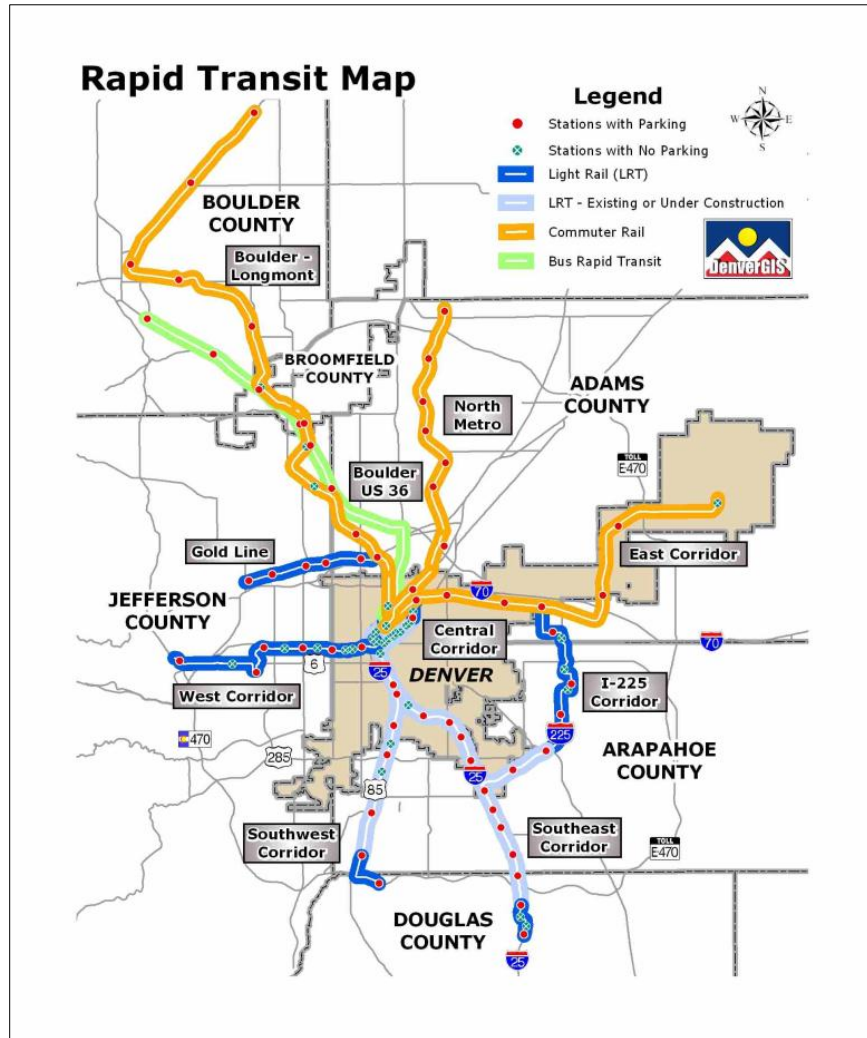 Rapid Transit Map
Legend
N
W
E
S
Stations with Parking
Stations with No Parking
Light Rail (LRT)
LRT - Existing or Under Construction
Commuter Rail
Bus Rapid Transit
DenverGIS
BOULDER
COUNTY
Boulder -
Longmont
BROOMFIELD
COUNTY
ADAMS
COUNTY
North
Metro
TOLL
E-470
Boulder
US 36
Gold Line
East Corridor
70
JEFFERSON
COUNTY
Central
Corridor
70
6
DENVER
25
West Corridor
I-225
Corridor
470
225
285
ARAPAHOE
COUNTY
25
85
Southwest
Corridor
Southeast
Corridor
TOLL
E-470
DOUGLAS
COUNTY
25